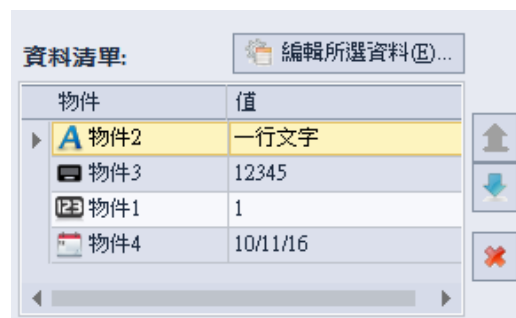 資料清單:
編輯所選資料(E)...
物件 值
物件2 一行文字
物件3 12345
物件1 1
物件4 10/11/16